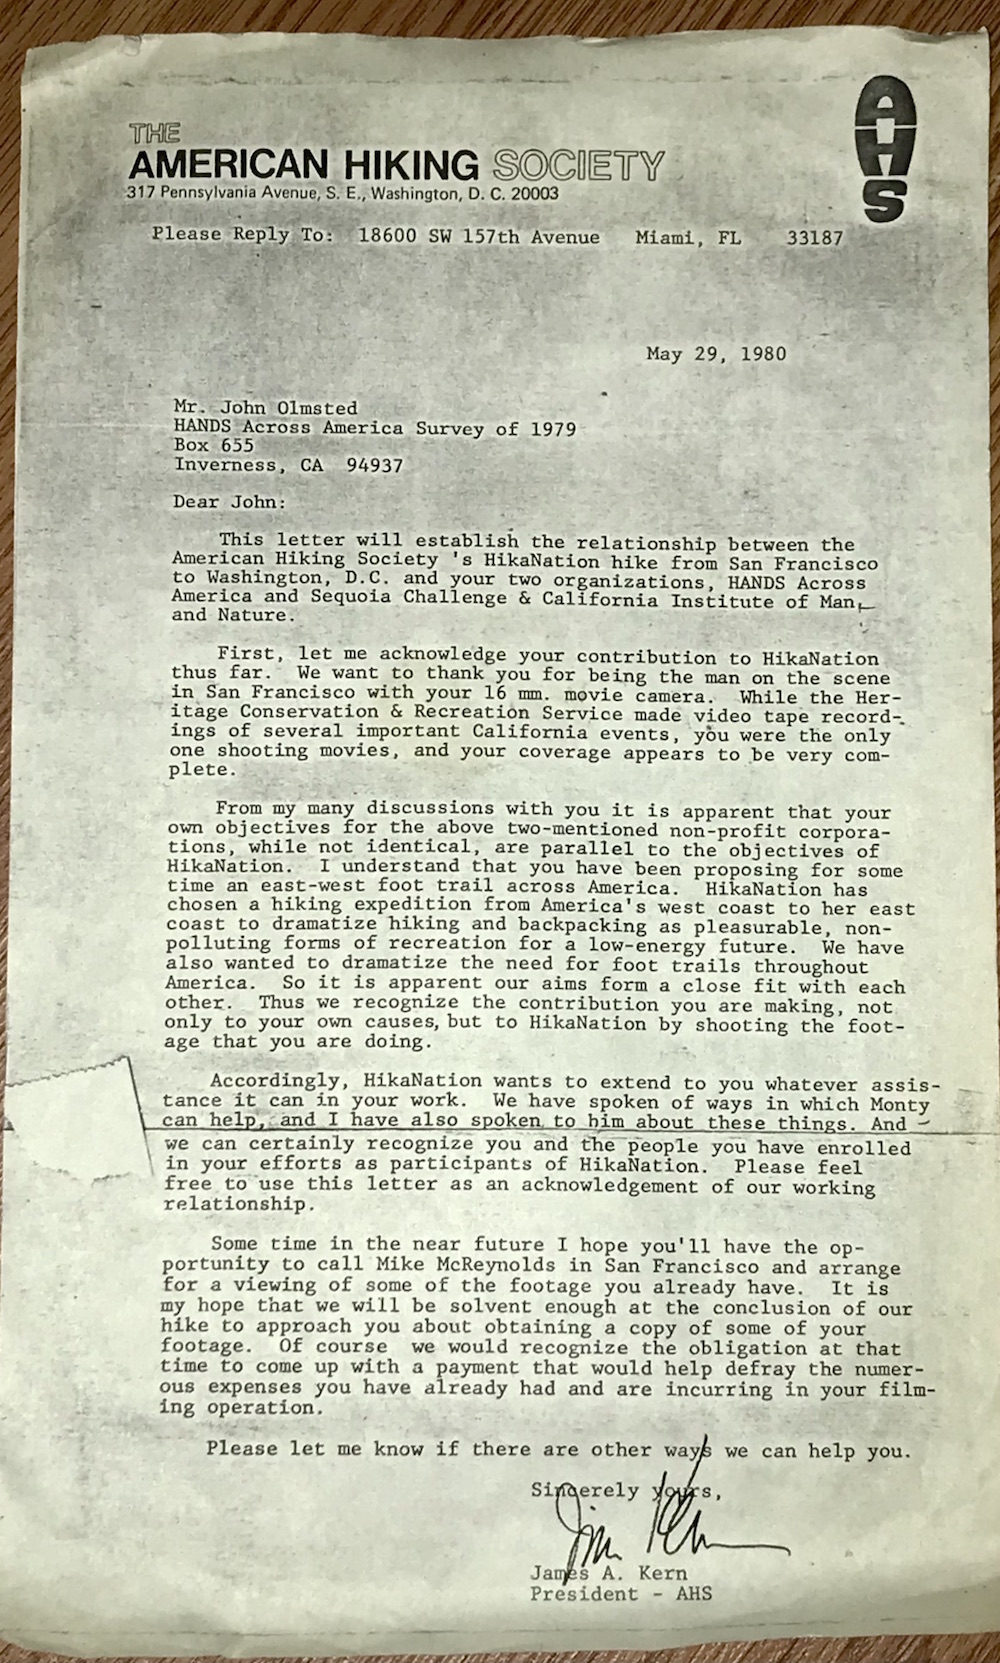 THE
AMERICAN HIKING SOCIETY
317 Pennsylvania Avenue, S. E., Washington, D. C. 20003
AHS
Please Reply To: 18600 SW 157th Avenue Miami, FL 33187
May 29, 1980
Mr. John Olmsted
HANDS Across America Survey of 1979
Box 655
Inverness, CA 94937
Dear John:
This letter will establish the relationship between the
American Hiking Society 's HikaNation hike from San Francisco
to Washington, D.C. and your two organizations, HANDS Across
America and Sequoia Challenge & California Institute of Man,
and Nature.
First, let me acknowledge your contribution to HikaNation
thus far. We want to thank you for being the man on the scene
in San Francisco with your 16 mm. movie camera. While the Her-
itage Conservation & Recreation Service made video tape record-
ings of several important California events, you were the only
one shooting movies, and your coverage appears to be very com-
plete.
From my many discussions with you it is apparent that your
own objectives for the above two-mentioned non-profit corpora-
tions, while not identical, are parallel to the objectives of
HikaNation. I understand that you have been proposing for some
time an east-west foot trail across America. HikaNation has
chosen a hiking expedition from America's west coast to her east
coast to dramatize hiking and backpacking as pleasurable, non-
polluting forms of recreation for a low-energy future. We have
also wanted to dramatize the need for foot trails throughout
America. So it is apparent our aims form a close fit with each
other. Thus we recognize the contribution you are making, not
only to your own causes, but to HikaNation by shooting the foot-
age that you are doing.
Accordingly, HikaNation wants to extend to you whatever assis-
tance it can in your work. We have spoken of ways in which Monty
can help, and I have also spoken to him about these things. And
we can certainly recognize you and the people you have enrolled
in your efforts as participants of HikaNation. Please feel
free to use this letter as an acknowledgement of our working
relationship.
Some time in the near future I hope you'll have the op-
portunity to call Mike McReynolds in San Francisco and arrange
for a viewing of some of the footage you already have. It is
my hope that we will be solvent enough at the conclusion of our
hike to approach you about obtaining a copy of some of your
footage. Of course we would recognize the obligation at that
time to come up with a payment that would help defray the numer-
ous expenses you have already had and are incurring in your film-
ing operation.
Please let me know if there are other ways we can help you.
Sincerely yours,
Jim Kern
James A. Kern
President - AHS